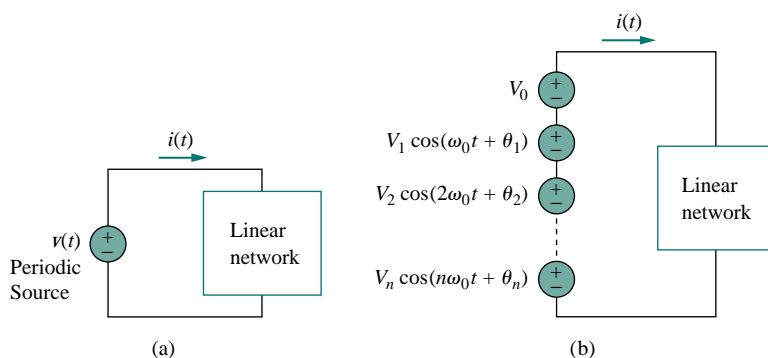 i(t)
v(t)
Periodic
Source
+
−
Linear
network
(a)
i(t)
V₀
+
−
V₁ cos(ω₀t + θ₁)
+
−
V₂ cos(2ω₀t + θ₂)
+
−
Vₙ cos(nω₀t + θₙ)
+
−
Linear
network
(b)